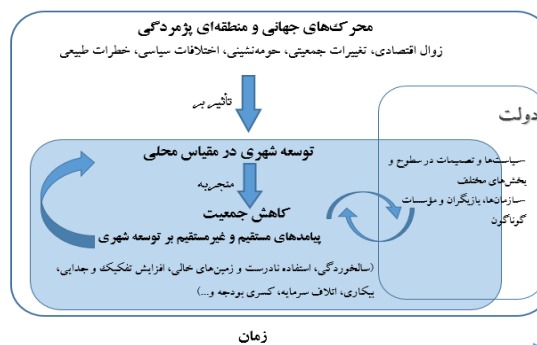 محرک‌های جهانی و منطقه‌ای پژمردگی
زوال اقتصادی، تغییرات جمعیتی، حومه‌نشینی، اختلافات سیاسی، خطرات طبیعی
تأثیر بر
دولت
-سیاست‌ها و تصمیمات در سطوح و
بخش‌های مختلف
-سازمان‌ها، بازیگران و مؤسسات
گوناگون
توسعه شهری در مقیاس محلی
منجر به
کاهش جمعیت
پیامدهای مستقیم و غیرمستقیم بر توسعه شهری
(سالخوردگی، استفاده نادرست و زمین‌های خالی، افزایش تفکیک و جدایی،
بیکاری، اتلاف سرمایه، کسری بودجه و...)
زمان